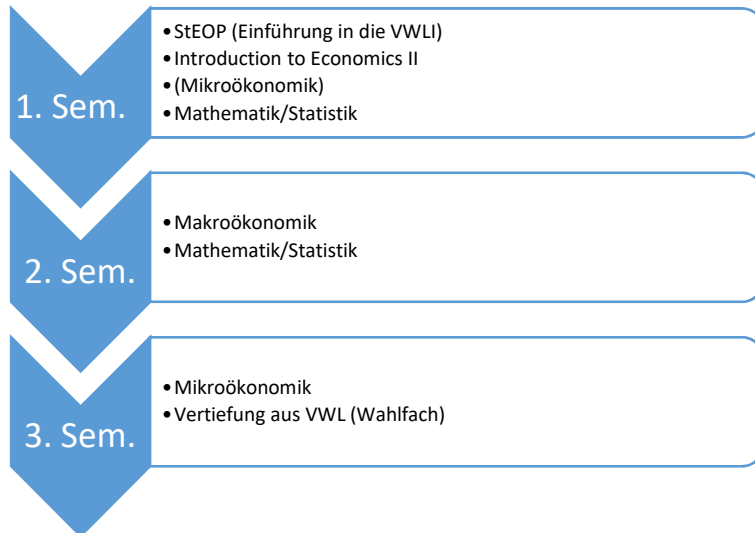 1. Sem.
•StEOP (Einführung in die VWLI)
•Introduction to Economics II
•(Mikroökonomik)
•Mathematik/Statistik
2. Sem.
•Makroökonomik
•Mathematik/Statistik
3. Sem.
•Mikroökonomik
•Vertiefung aus VWL (Wahlfach)